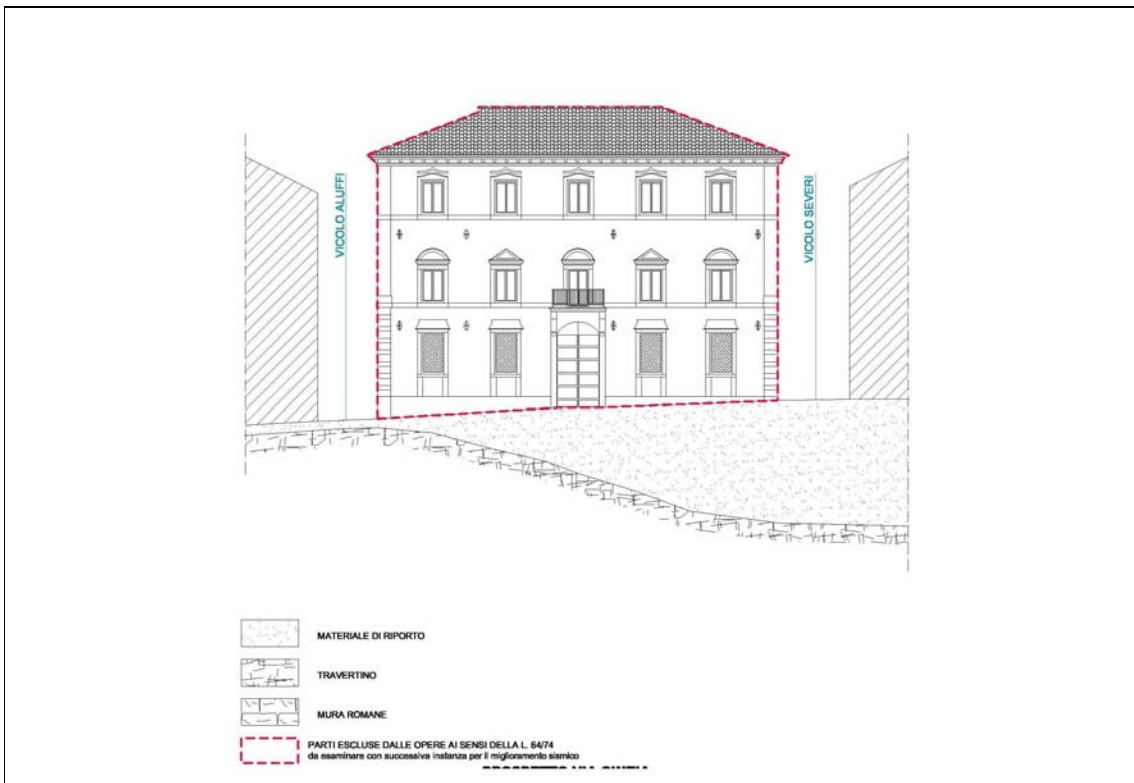 VICOLO ALUFFI
VICOLO SEVERI
MATERIALE DI RIPORTO
TRAVERTINO
MURA ROMANE
PARTI ESCLUSE DALLE OPERE AI SENSI DELLA L. 64/74
da esaminare con successiva instanza per il miglioramento sismico